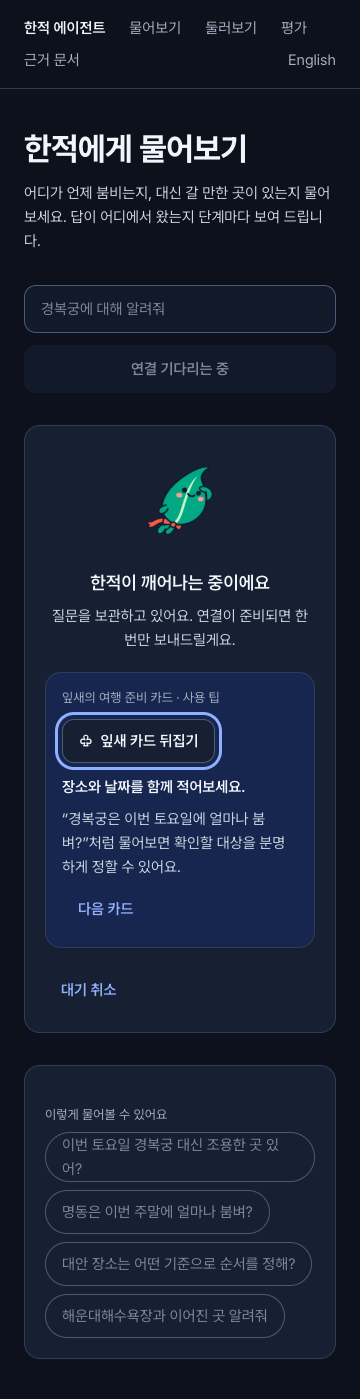 한적 에이전트 물어보기 둘러보기 평가
근거 문서 English
한적에게 물어보기
어디가 언제 붐비는지, 대신 갈 만한 곳이 있는지 물어
보세요. 답이 어디에서 왔는지 단계마다 보여 드립니
다.
경복궁에 대해 알려줘
연결 기다리는 중
한적이 깨어나는 중이에요
질문을 보관하고 있어요. 연결이 준비되면 한
번만 보내드릴게요.
잎새의 여행 준비 카드 · 사용 팁
잎새 카드 뒤집기
장소와 날짜를 함께 적어보세요.
“경복궁은 이번 토요일에 얼마나 붐
벼?”처럼 물어보면 확인할 대상을 분명
하게 정할 수 있어요.
다음 카드
대기 취소
이렇게 물어볼 수 있어요
이번 토요일 경복궁 대신 조용한 곳 있
어?
명동은 이번 주말에 얼마나 붐벼?
대안 장소는 어떤 기준으로 순서를 정해?
해운대해수욕장과 이어진 곳 알려줘